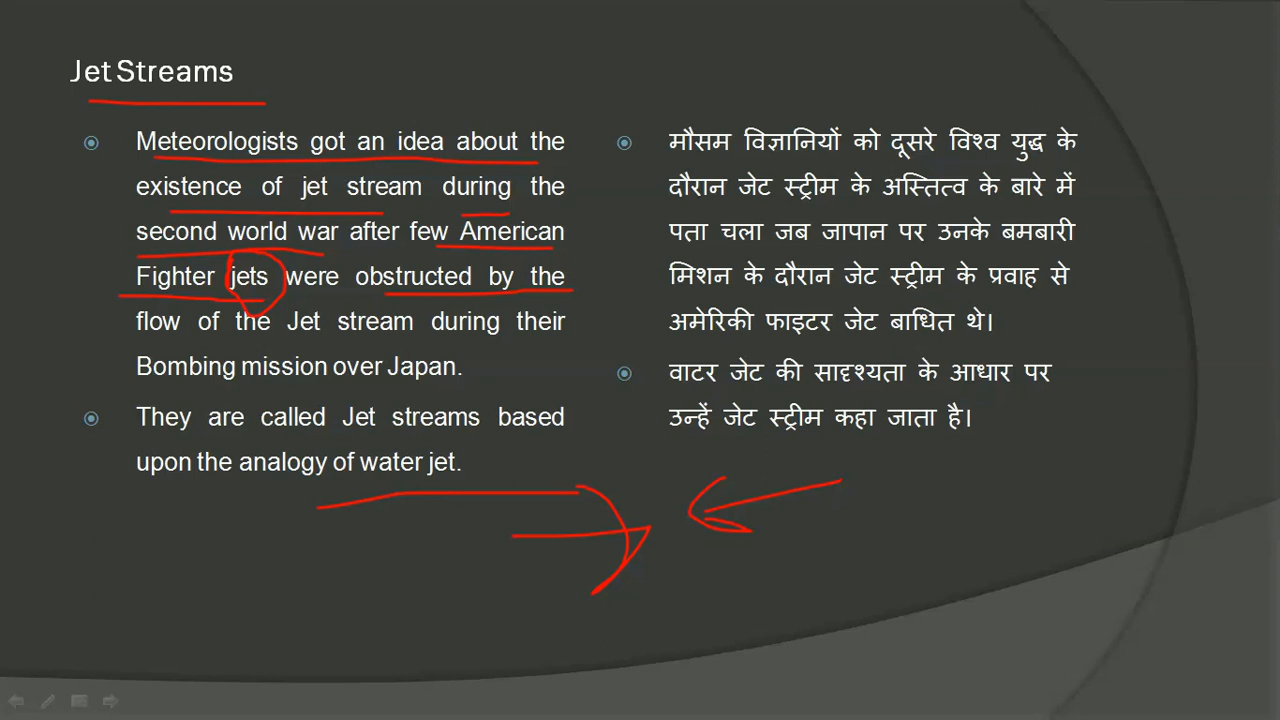 Jet Streams
Meteorologists got an idea about the
existence of jet stream during the
second world war after few American
Fighter jets were obstructed by the
flow of the Jet stream during their
Bombing mission over Japan.
They are called Jet streams based
upon the analogy of water jet.
मौसम विज्ञानियों को दूसरे विश्व युद्ध के
दौरान जेट स्ट्रीम के अस्तित्व के बारे में
पता चला जब जापान पर उनके बमबारी
मिशन के दौरान जेट स्ट्रीम के प्रवाह से
अमेरिकी फाइटर जेट बाधित थे।
वाटर जेट की सादृश्यता के आधार पर
उन्हें जेट स्ट्रीम कहा जाता है।